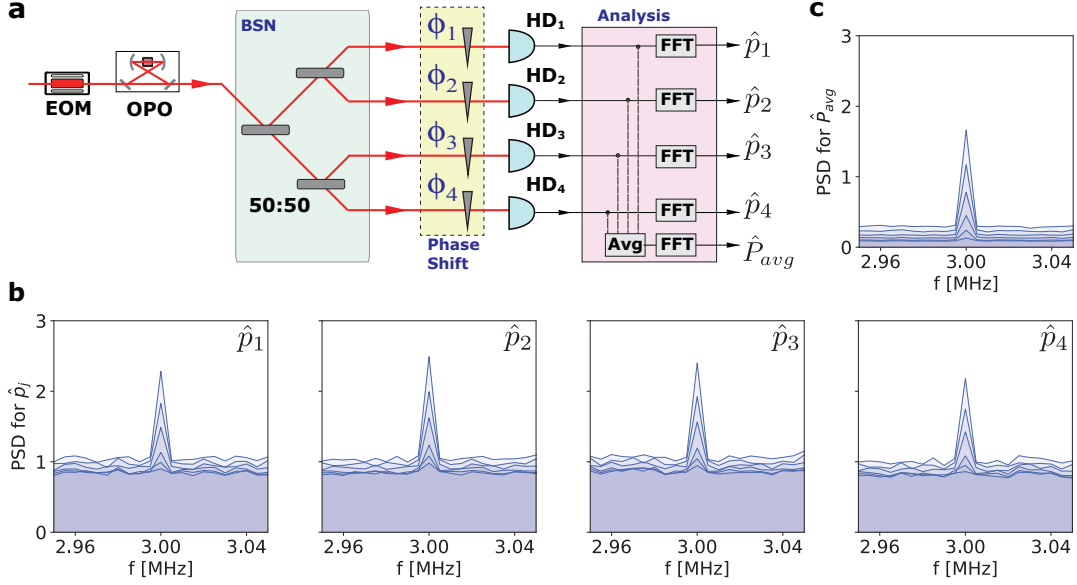 a
EOM
OPO
BSN
50:50
ϕ1
ϕ2
ϕ3
ϕ4
Phase
Shift
HD1
HD2
HD3
HD4
Analysis
FFT
FFT
FFT
FFT
Avg FFT
p̂1
p̂2
p̂3
p̂4
P̂avg
c
PSD for P̂avg
3
2
1
0
2.96 3.00 3.04
f [MHz]
b
PSD for p̂j
3
2
1
0
p̂1
2.96 3.00 3.04
f [MHz]
p̂2
2.96 3.00 3.04
f [MHz]
p̂3
2.96 3.00 3.04
f [MHz]
p̂4
2.96 3.00 3.04
f [MHz]